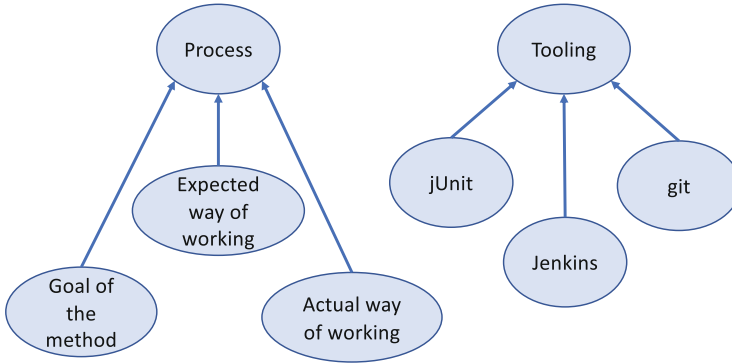 Process
Tooling
Expected
way of
working
jUnit
git
Goal of
the
method
Actual way
of working
Jenkins